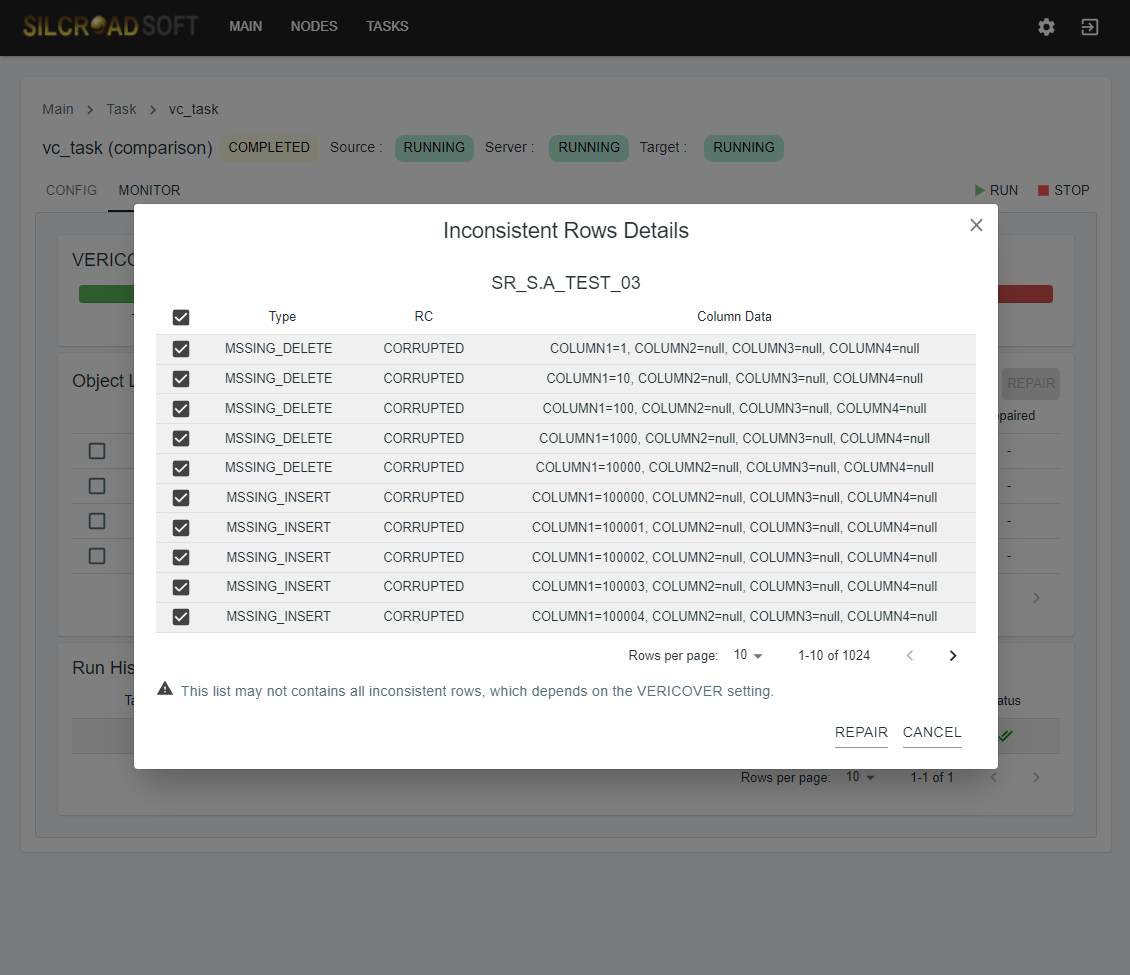 SILCROAD SOFT MAIN NODES TASKS
Main > Task > vc_task
vc_task (comparison) COMPLETED Source : RUNNING Server : RUNNING Target : RUNNING
CONFIG MONITOR RUN STOP
Inconsistent Rows Details
SR_S.A_TEST_03
Type RC Column Data
MSSING_DELETE CORRUPTED COLUMN1=1, COLUMN2=null, COLUMN3=null, COLUMN4=null
MSSING_DELETE CORRUPTED COLUMN1=10, COLUMN2=null, COLUMN3=null, COLUMN4=null
MSSING_DELETE CORRUPTED COLUMN1=100, COLUMN2=null, COLUMN3=null, COLUMN4=null
MSSING_DELETE CORRUPTED COLUMN1=1000, COLUMN2=null, COLUMN3=null, COLUMN4=null
MSSING_DELETE CORRUPTED COLUMN1=10000, COLUMN2=null, COLUMN3=null, COLUMN4=null
MSSING_INSERT CORRUPTED COLUMN1=100000, COLUMN2=null, COLUMN3=null, COLUMN4=null
MSSING_INSERT CORRUPTED COLUMN1=100001, COLUMN2=null, COLUMN3=null, COLUMN4=null
MSSING_INSERT CORRUPTED COLUMN1=100002, COLUMN2=null, COLUMN3=null, COLUMN4=null
MSSING_INSERT CORRUPTED COLUMN1=100003, COLUMN2=null, COLUMN3=null, COLUMN4=null
MSSING_INSERT CORRUPTED COLUMN1=100004, COLUMN2=null, COLUMN3=null, COLUMN4=null
Rows per page: 10 1-10 of 1024
This list may not contains all inconsistent rows, which depends on the VERICOVER setting.
REPAIR CANCEL
VERICO
Object L REPAIR
paired
-
-
-
-
Run His
Ta atus
Rows per page: 10 1-1 of 1